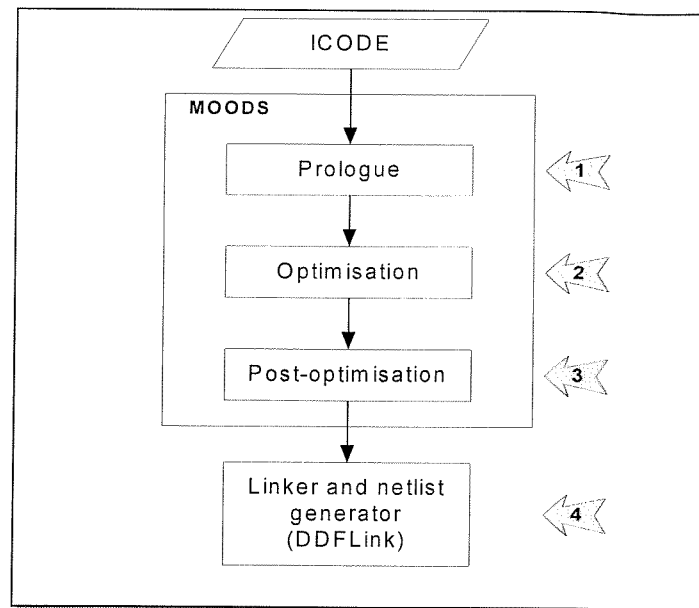 ICODE
MOODS
Prologue
1
Optimisation
2
Post-optimisation
3
Linker and netlist
generator
(DDFLink)
4